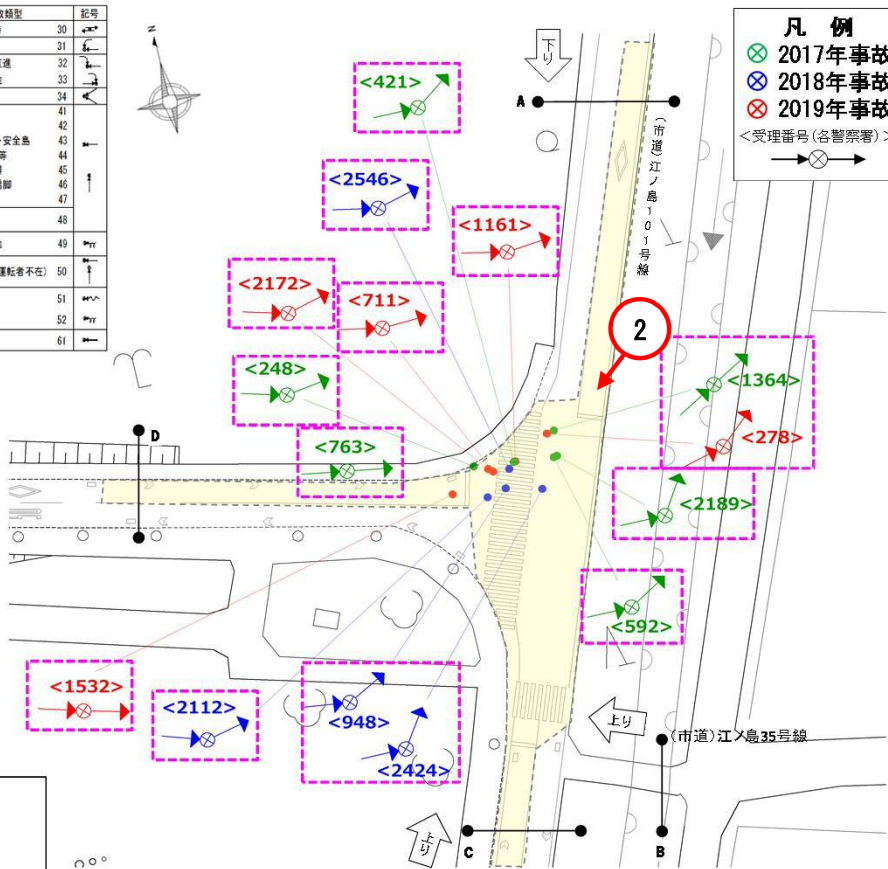 故類型 記号
30
31
進 32
33
34
41
42
・安全島 43
等 44
45
脚 46
47
48
49
運転者不在) 50
51
52
61
N
凡 例
2017年事故
2018年事故
2019年事故
<受理番号(各警察署)>
下り
A
(市道)江ノ島101号線
<421>
<2546>
<1161>
<2172>
<711>
<248>
<763>
2
<1364>
<278>
<2189>
<592>
D
<1532>
<2112>
<948>
<2424>
上り
(市道)江ノ島35号線
上り
C
B